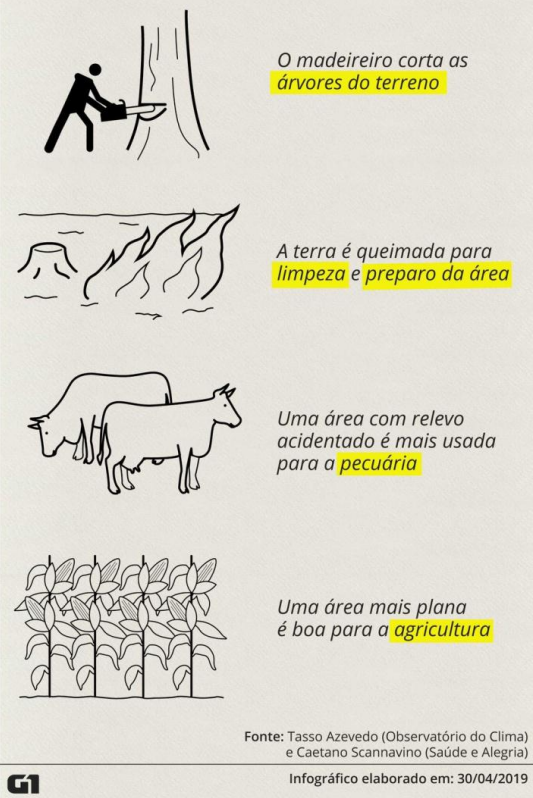 O madeireiro corta as
árvores do terreno
A terra é queimada para
limpeza e preparo da área
Uma área com relevo
acidentado é mais usada
para a pecuária
Uma área mais plana
é boa para a agricultura
Fonte: Tasso Azevedo (Observatório do Clima)
e Caetano Scannavino (Saúde e Alegria)
G1
Infográfico elaborado em: 30/04/2019